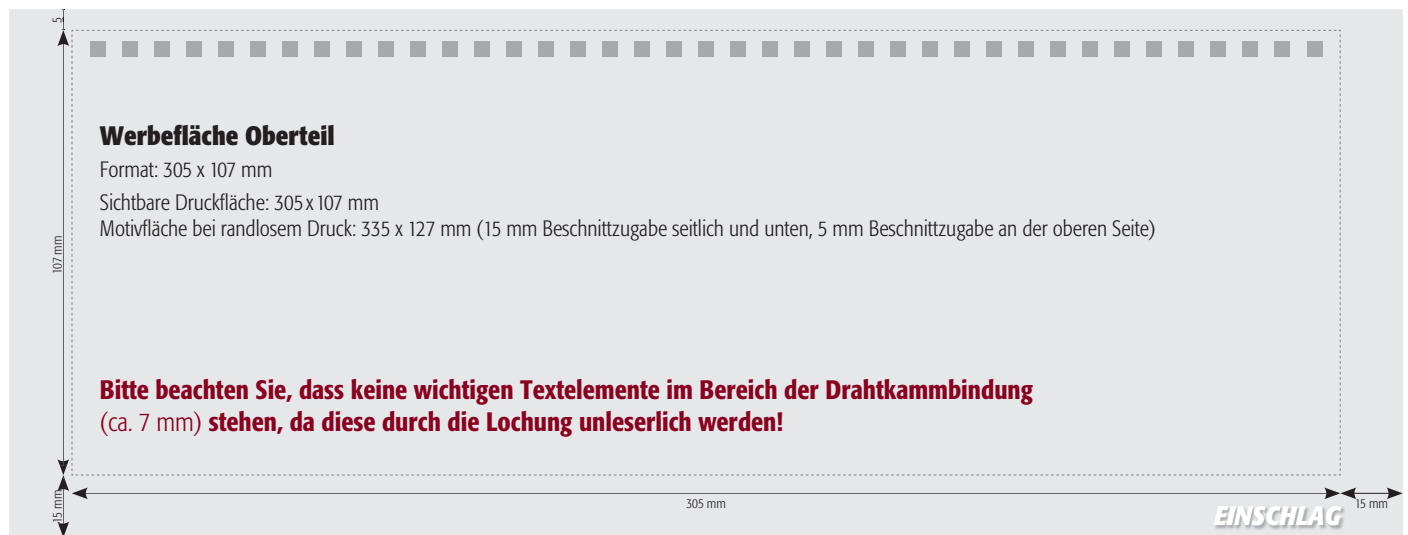 5
Werbefläche Oberteil
Format: 305 x 107 mm
Sichtbare Druckfläche: 305 x 107 mm
Motivfläche bei randlosem Druck: 335 x 127 mm (15 mm Beschnittzugabe seitlich und unten, 5 mm Beschnittzugabe an der oberen Seite)
107 mm
Bitte beachten Sie, dass keine wichtigen Textelemente im Bereich der Drahtkammbindung
(ca. 7 mm) stehen, da diese durch die Lochung unleserlich werden!
15 mm
305 mm
15 mm
EINSCHLAG